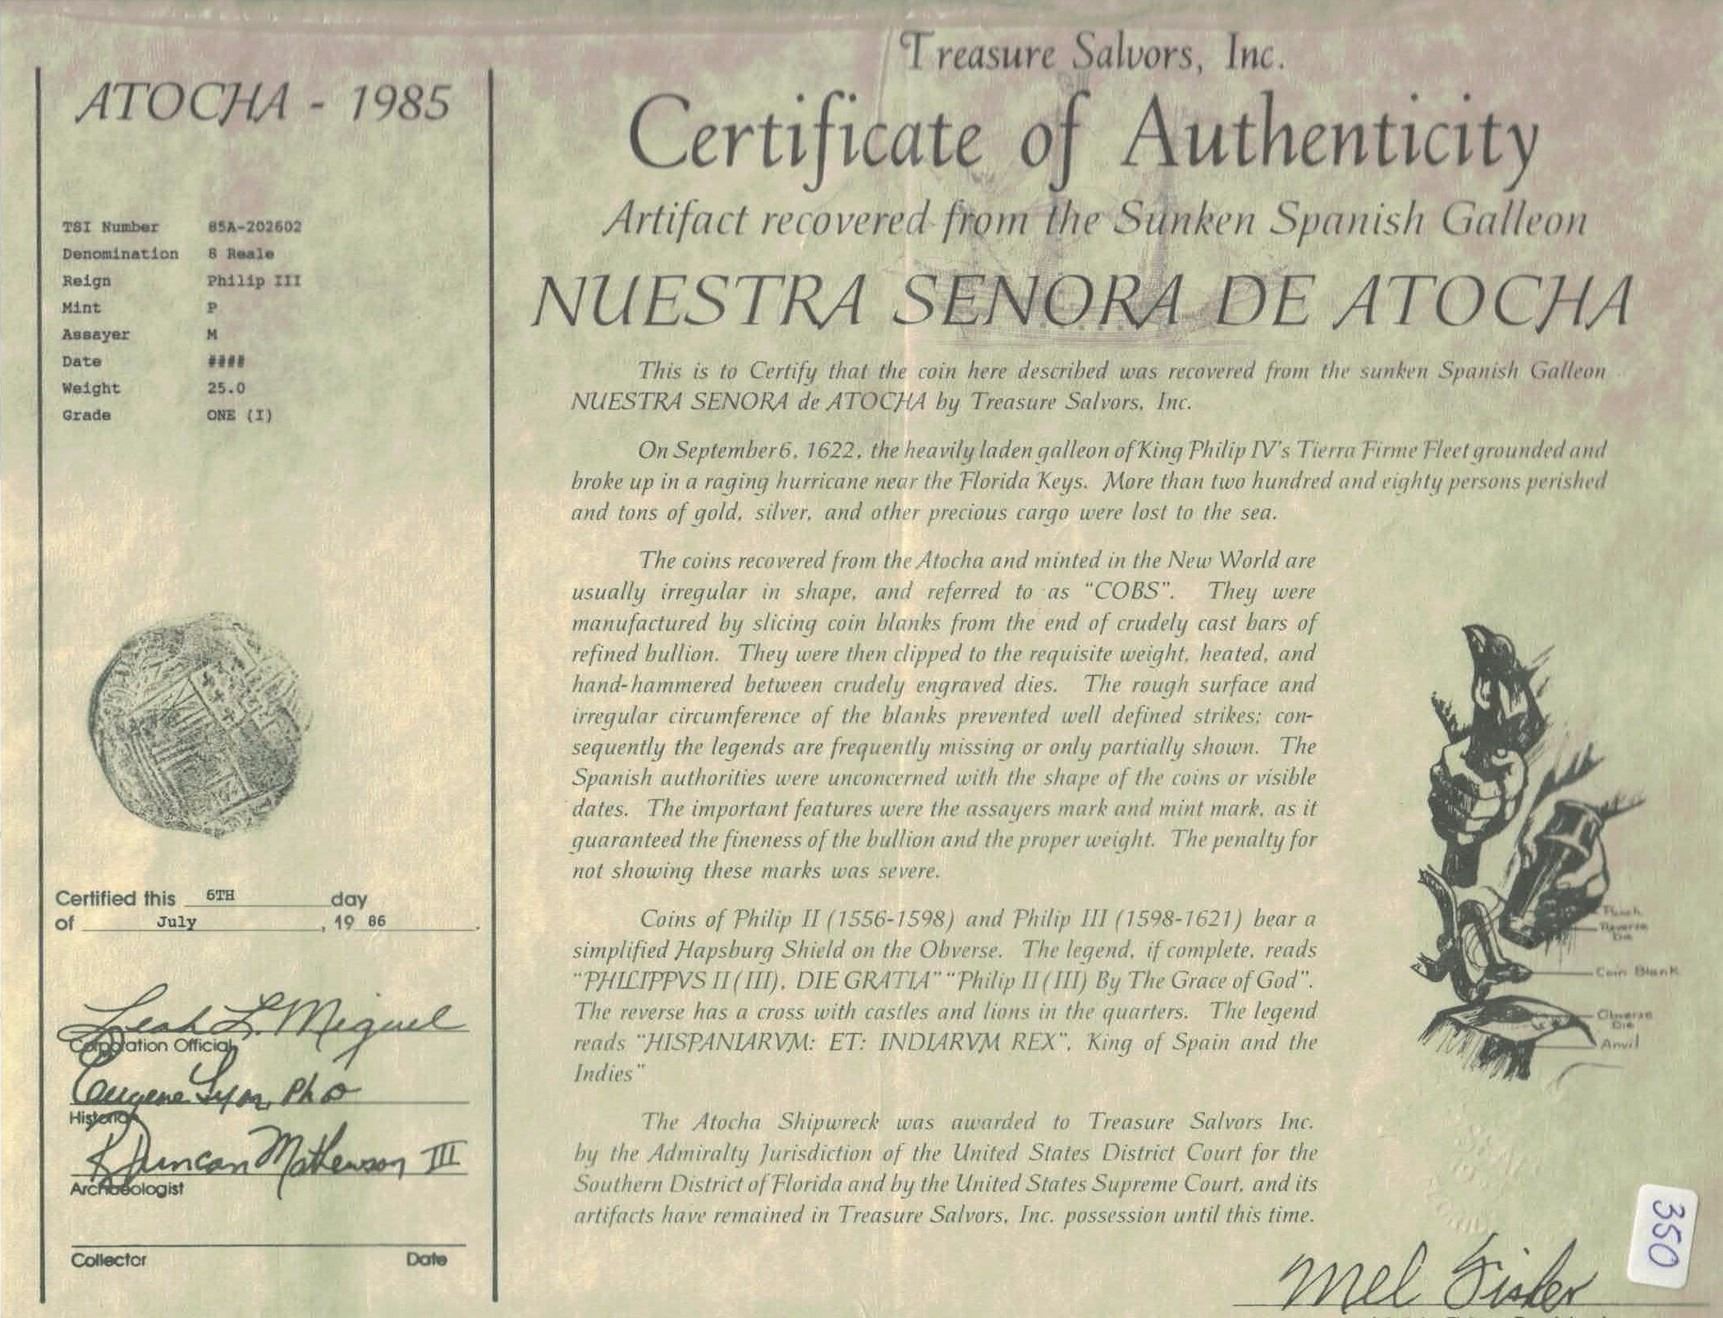 ATOCHA - 1985
TSI Number 85A-202602
Denomination 8 Reale
Reign Philip III
Mint P
Assayer M
Date ####
Weight 25.0
Grade ONE (I)
Certified this 6TH day
of July, 19 86.
Leah L. Miguel
Corporation Official
Eugene Lyon, PhD
Historian
R Duncan Mathewson III
Archaeologist
Collector Date
Treasure Salvors, Inc.
Certificate of Authenticity
Artifact recovered from the Sunken Spanish Galleon
NUESTRA SENORA DE ATOCHA
This is to Certify that the coin here described was recovered from the sunken Spanish Galleon
NUESTRA SENORA de ATOCHA by Treasure Salvors, Inc.
On September 6, 1622, the heavily laden galleon of King Philip IV's Tierra Firme Fleet grounded and
broke up in a raging hurricane near the Florida Keys. More than two hundred and eighty persons perished
and tons of gold, silver, and other precious cargo were lost to the sea.
The coins recovered from the Atocha and minted in the New World are
usually irregular in shape, and referred to as "COBS". They were
manufactured by slicing coin blanks from the end of crudely cast bars of
refined bullion. They were then clipped to the requisite weight, heated, and
hand-hammered between crudely engraved dies. The rough surface and
irregular circumference of the blanks prevented well defined strikes; con-
sequently the legends are frequently missing or only partially shown. The
Spanish authorities were unconcerned with the shape of the coins or visible
dates. The important features were the assayers mark and mint mark, as it
guaranteed the fineness of the bullion and the proper weight. The penalty for
not showing these marks was severe.
Coins of Philip II (1556-1598) and Philip III (1598-1621) bear a
simplified Hapsburg Shield on the Obverse. The legend, if complete, reads
"PHILIPPVS II (III), DIE GRATIA" "Philip II (III) By The Grace of God".
The reverse has a cross with castles and lions in the quarters. The legend
reads "HISPANIARVM: ET: INDIARVM REX", King of Spain and the
Indies"
The Atocha Shipwreck was awarded to Treasure Salvors Inc.
by the Admiralty Jurisdiction of the United States District Court for the
Southern District of Florida and by the United States Supreme Court, and its
artifacts have remained in Treasure Salvors, Inc. possession until this time.
Punch
Reverse
Die
Coin Blank
Obverse
Die
Anvil
350
Mel Fisher